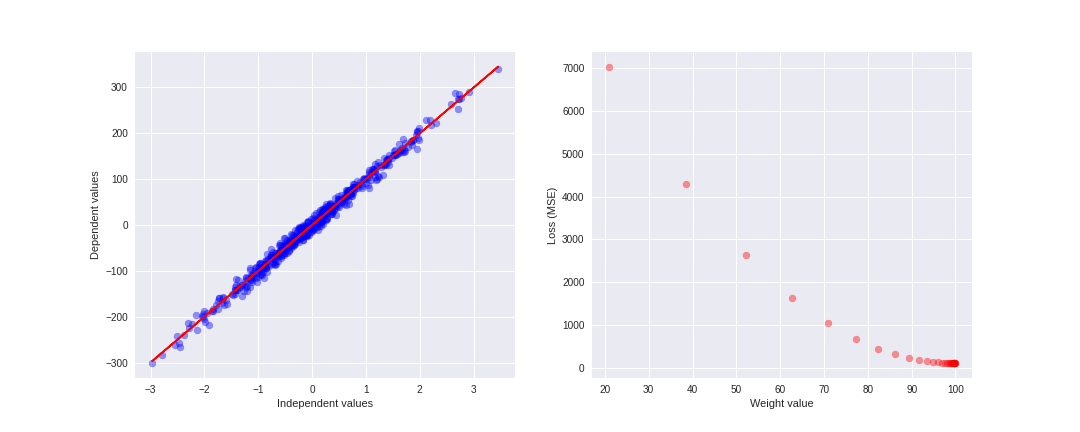 300
200
100
0
−100
−200
−300
Dependent values
−3 −2 −1 0 1 2 3
Independent values
7000
6000
5000
4000
3000
2000
1000
0
Loss (MSE)
20 30 40 50 60 70 80 90 100
Weight value